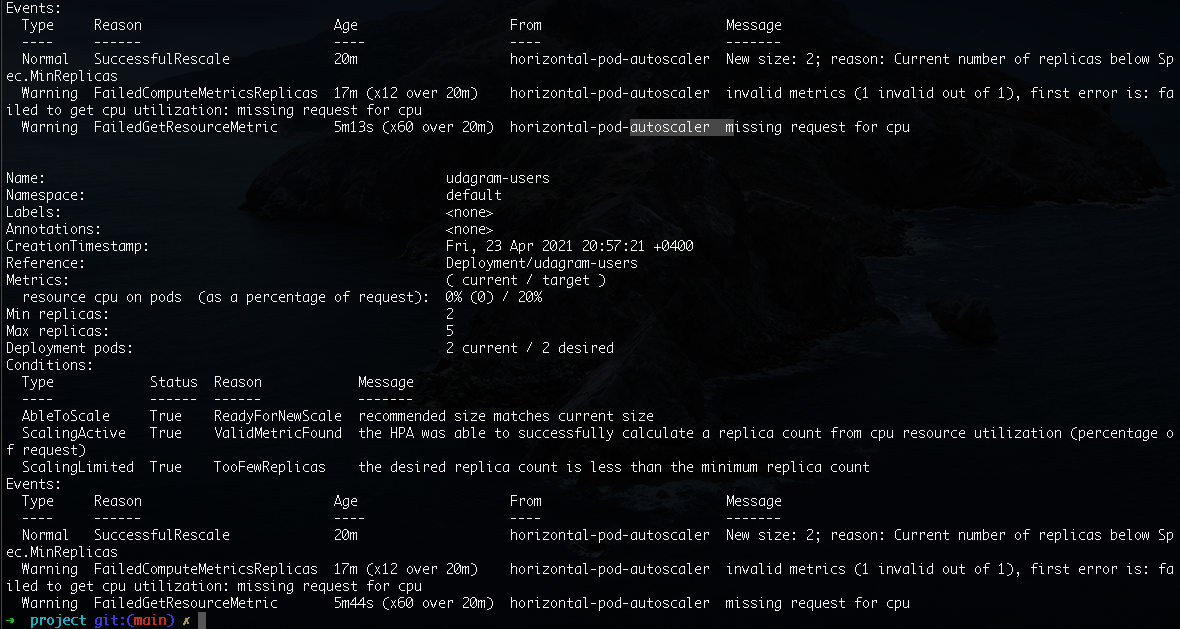 Events:
  Type     Reason                        Age                   From                       Message
  ----     ------                        ----                  ----                       -------
  Normal   SuccessfulRescale             20m                   horizontal-pod-autoscaler  New size: 2; reason: Current number of replicas below Sp
ec.MinReplicas
  Warning  FailedComputeMetricsReplicas  17m (x12 over 20m)    horizontal-pod-autoscaler  invalid metrics (1 invalid out of 1), first error is: fa
iled to get cpu utilization: missing request for cpu
  Warning  FailedGetResourceMetric       5m13s (x60 over 20m)  horizontal-pod-autoscaler  missing request for cpu
Name:                                                  udagram-users
Namespace:                                             default
Labels:                                                <none>
Annotations:                                           <none>
CreationTimestamp:                                     Fri, 23 Apr 2021 20:57:21 +0400
Reference:                                             Deployment/udagram-users
Metrics:                                               ( current / target )
  resource cpu on pods  (as a percentage of request):  0% (0) / 20%
Min replicas:                                          2
Max replicas:                                          5
Deployment pods:                                       2 current / 2 desired
Conditions:
  Type            Status  Reason            Message
  ----            ------  ------            -------
  AbleToScale     True    ReadyForNewScale  recommended size matches current size
  ScalingActive   True    ValidMetricFound  the HPA was able to successfully calculate a replica count from cpu resource utilization (percentage o
f request)
  ScalingLimited  True    TooFewReplicas    the desired replica count is less than the minimum replica count
Events:
  Type     Reason                        Age                   From                       Message
  ----     ------                        ----                  ----                       -------
  Normal   SuccessfulRescale             20m                   horizontal-pod-autoscaler  New size: 2; reason: Current number of replicas below Sp
ec.MinReplicas
  Warning  FailedComputeMetricsReplicas  17m (x12 over 20m)    horizontal-pod-autoscaler  invalid metrics (1 invalid out of 1), first error is: fa
iled to get cpu utilization: missing request for cpu
  Warning  FailedGetResourceMetric       5m44s (x60 over 20m)  horizontal-pod-autoscaler  missing request for cpu
→  project git:(main) ✗